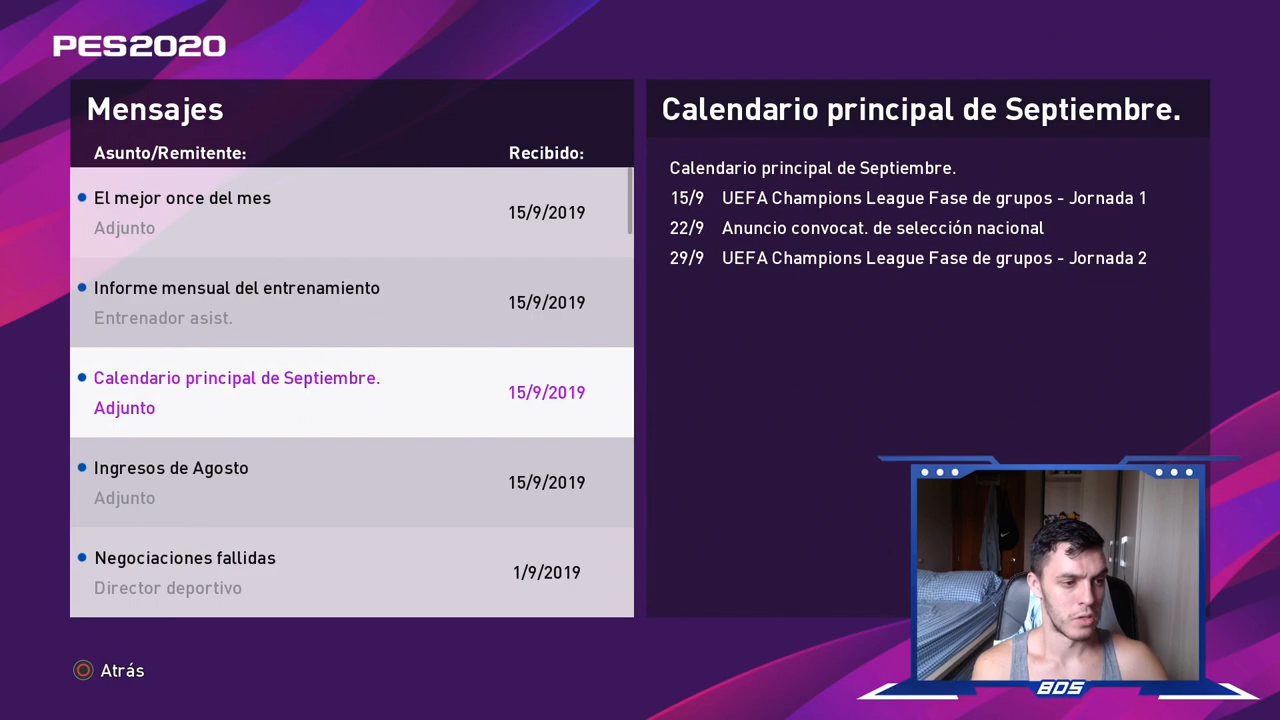 PES2020
Mensajes
Asunto/Remitente:
Recibido:
El mejor once del mes
Adjunto
15/9/2019
Informe mensual del entrenamiento
Entrenador asist.
15/9/2019
Calendario principal de Septiembre.
Adjunto
15/9/2019
Ingresos de Agosto
Adjunto
15/9/2019
Negociaciones fallidas
Director deportivo
1/9/2019
Atrás
Calendario principal de Septiembre.
Calendario principal de Septiembre.
15/9 UEFA Champions League Fase de grupos - Jornada 1
22/9 Anuncio convocat. de selección nacional
29/9 UEFA Champions League Fase de grupos - Jornada 2
BDS